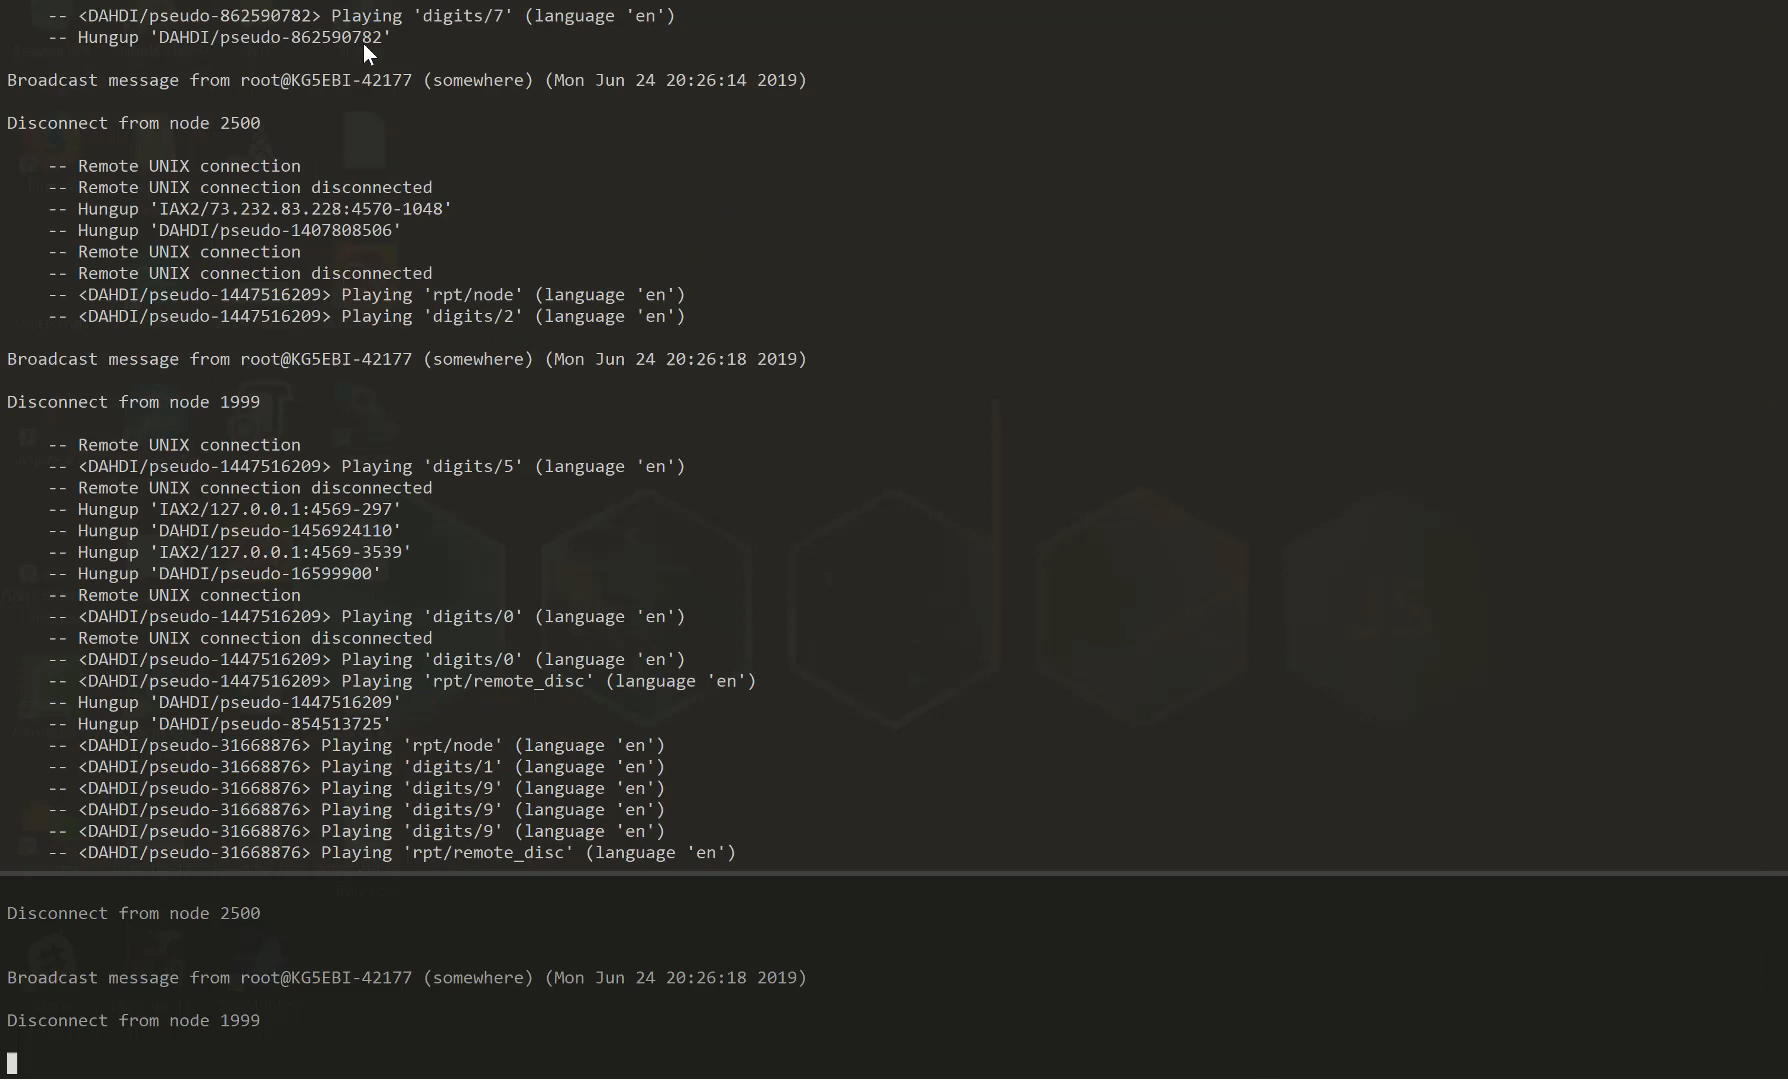 -- <DAHDI/pseudo-862590782> Playing 'digits/7' (language 'en')
-- Hungup 'DAHDI/pseudo-862590782'
Broadcast message from root@KG5EBI-42177 (somewhere) (Mon Jun 24 20:26:14 2019)
Disconnect from node 2500
-- Remote UNIX connection
-- Remote UNIX connection disconnected
-- Hungup 'IAX2/73.232.83.228:4570-1048'
-- Hungup 'DAHDI/pseudo-1407808506'
-- Remote UNIX connection
-- Remote UNIX connection disconnected
-- <DAHDI/pseudo-1447516209> Playing 'rpt/node' (language 'en')
-- <DAHDI/pseudo-1447516209> Playing 'digits/2' (language 'en')
Broadcast message from root@KG5EBI-42177 (somewhere) (Mon Jun 24 20:26:18 2019)
Disconnect from node 1999
-- Remote UNIX connection
-- <DAHDI/pseudo-1447516209> Playing 'digits/5' (language 'en')
-- Remote UNIX connection disconnected
-- Hungup 'IAX2/127.0.0.1:4569-297'
-- Hungup 'DAHDI/pseudo-1456924110'
-- Hungup 'IAX2/127.0.0.1:4569-3539'
-- Hungup 'DAHDI/pseudo-16599900'
-- Remote UNIX connection
-- <DAHDI/pseudo-1447516209> Playing 'digits/0' (language 'en')
-- Remote UNIX connection disconnected
-- <DAHDI/pseudo-1447516209> Playing 'digits/0' (language 'en')
-- <DAHDI/pseudo-1447516209> Playing 'rpt/remote_disc' (language 'en')
-- Hungup 'DAHDI/pseudo-1447516209'
-- Hungup 'DAHDI/pseudo-854513725'
-- <DAHDI/pseudo-31668876> Playing 'rpt/node' (language 'en')
-- <DAHDI/pseudo-31668876> Playing 'digits/1' (language 'en')
-- <DAHDI/pseudo-31668876> Playing 'digits/9' (language 'en')
-- <DAHDI/pseudo-31668876> Playing 'digits/9' (language 'en')
-- <DAHDI/pseudo-31668876> Playing 'digits/9' (language 'en')
-- <DAHDI/pseudo-31668876> Playing 'rpt/remote_disc' (language 'en')
Disconnect from node 2500
Broadcast message from root@KG5EBI-42177 (somewhere) (Mon Jun 24 20:26:18 2019)
Disconnect from node 1999